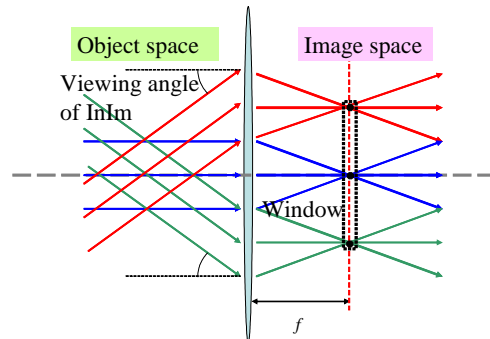 Object space
Image space
Viewing angle
of InIm
Window
f